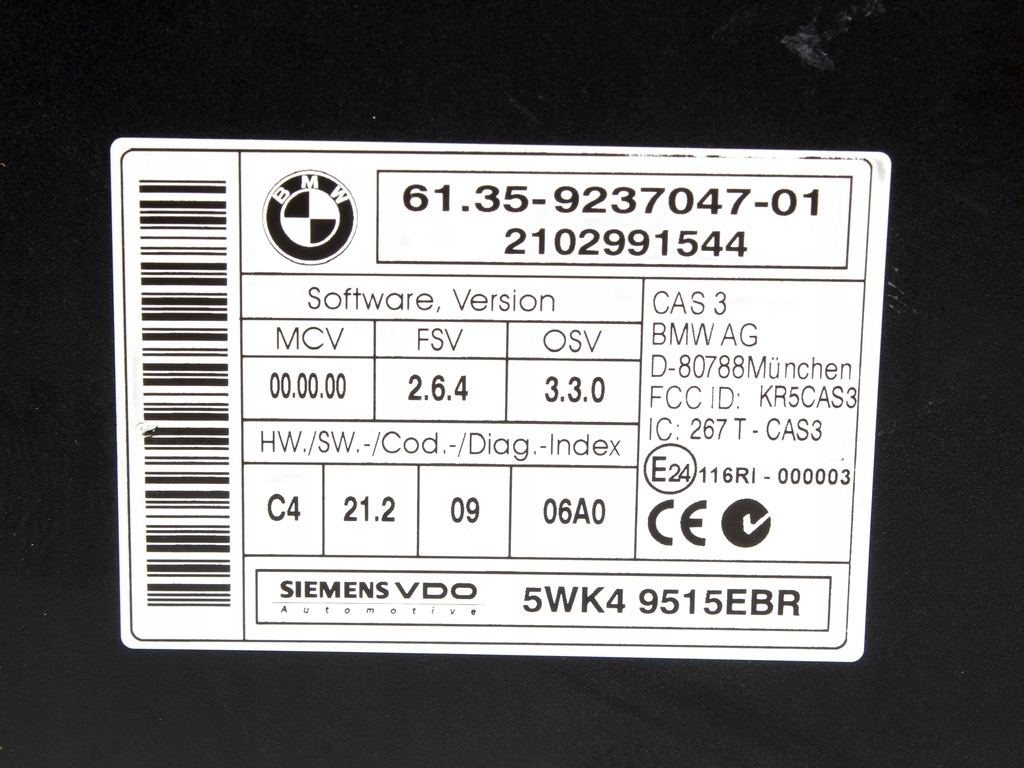 BMW
61.35-9237047-01
2102991544
Software, Version
MCV FSV OSV
00.00.00 2.6.4 3.3.0
HW./SW.-/Cod.-/Diag.-Index
C4 21.2 09 06A0
CAS 3
BMW AG
D-80788München
FCC ID: KR5CAS3
IC: 267 T - CAS3
E24 116RI - 000003
CE
SIEMENS VDO
Automotive
5WK4 9515EBR